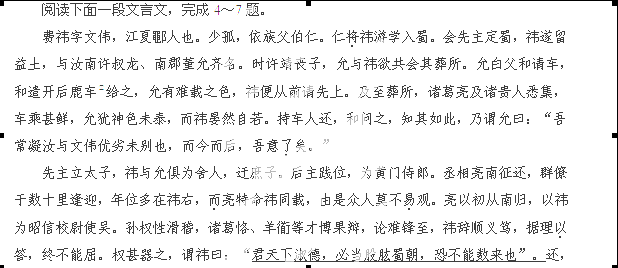 阅读下面一段文言文，完成4～7题。
费祎字文伟，江夏鄳人也。少孤，依族父伯仁。仁将祎游学入蜀。会先主定蜀，祎遂留
益土，与汝南许叔龙、南郡董允齐名。时许靖丧子，允与祎欲共会其葬所。允白父和请车，
和遣开后鹿车给之，允有难载之色，祎便从前请先上。及至葬所，诸葛亮及诸贵人悉集，
车乘甚鲜，允犹神色未泰，而祎晏然自若。持车人还，和问之，知其如此，乃谓允曰：“吾
常凝汝与文伟优劣未别也，而今而后，吾意了矣。”
先主立太子，祎与允俱为舍人，迁庶子。后主践位，为黄门侍郎。丞相亮南征还，群僚
于数十里逢迎，年位多在祎右，而亮特命祎同载，由是众人莫不易观。亮以初从南归，以祎
为昭信校尉使吴。孙权性滑稽，诸葛恪、羊衜等才博果辩，论难锋至，祎辞顺义笃，据理以
答，终不能屈。权甚器之，谓祎曰：“君天下淑德，必当股肱蜀朝，恐不能数来也”。还，